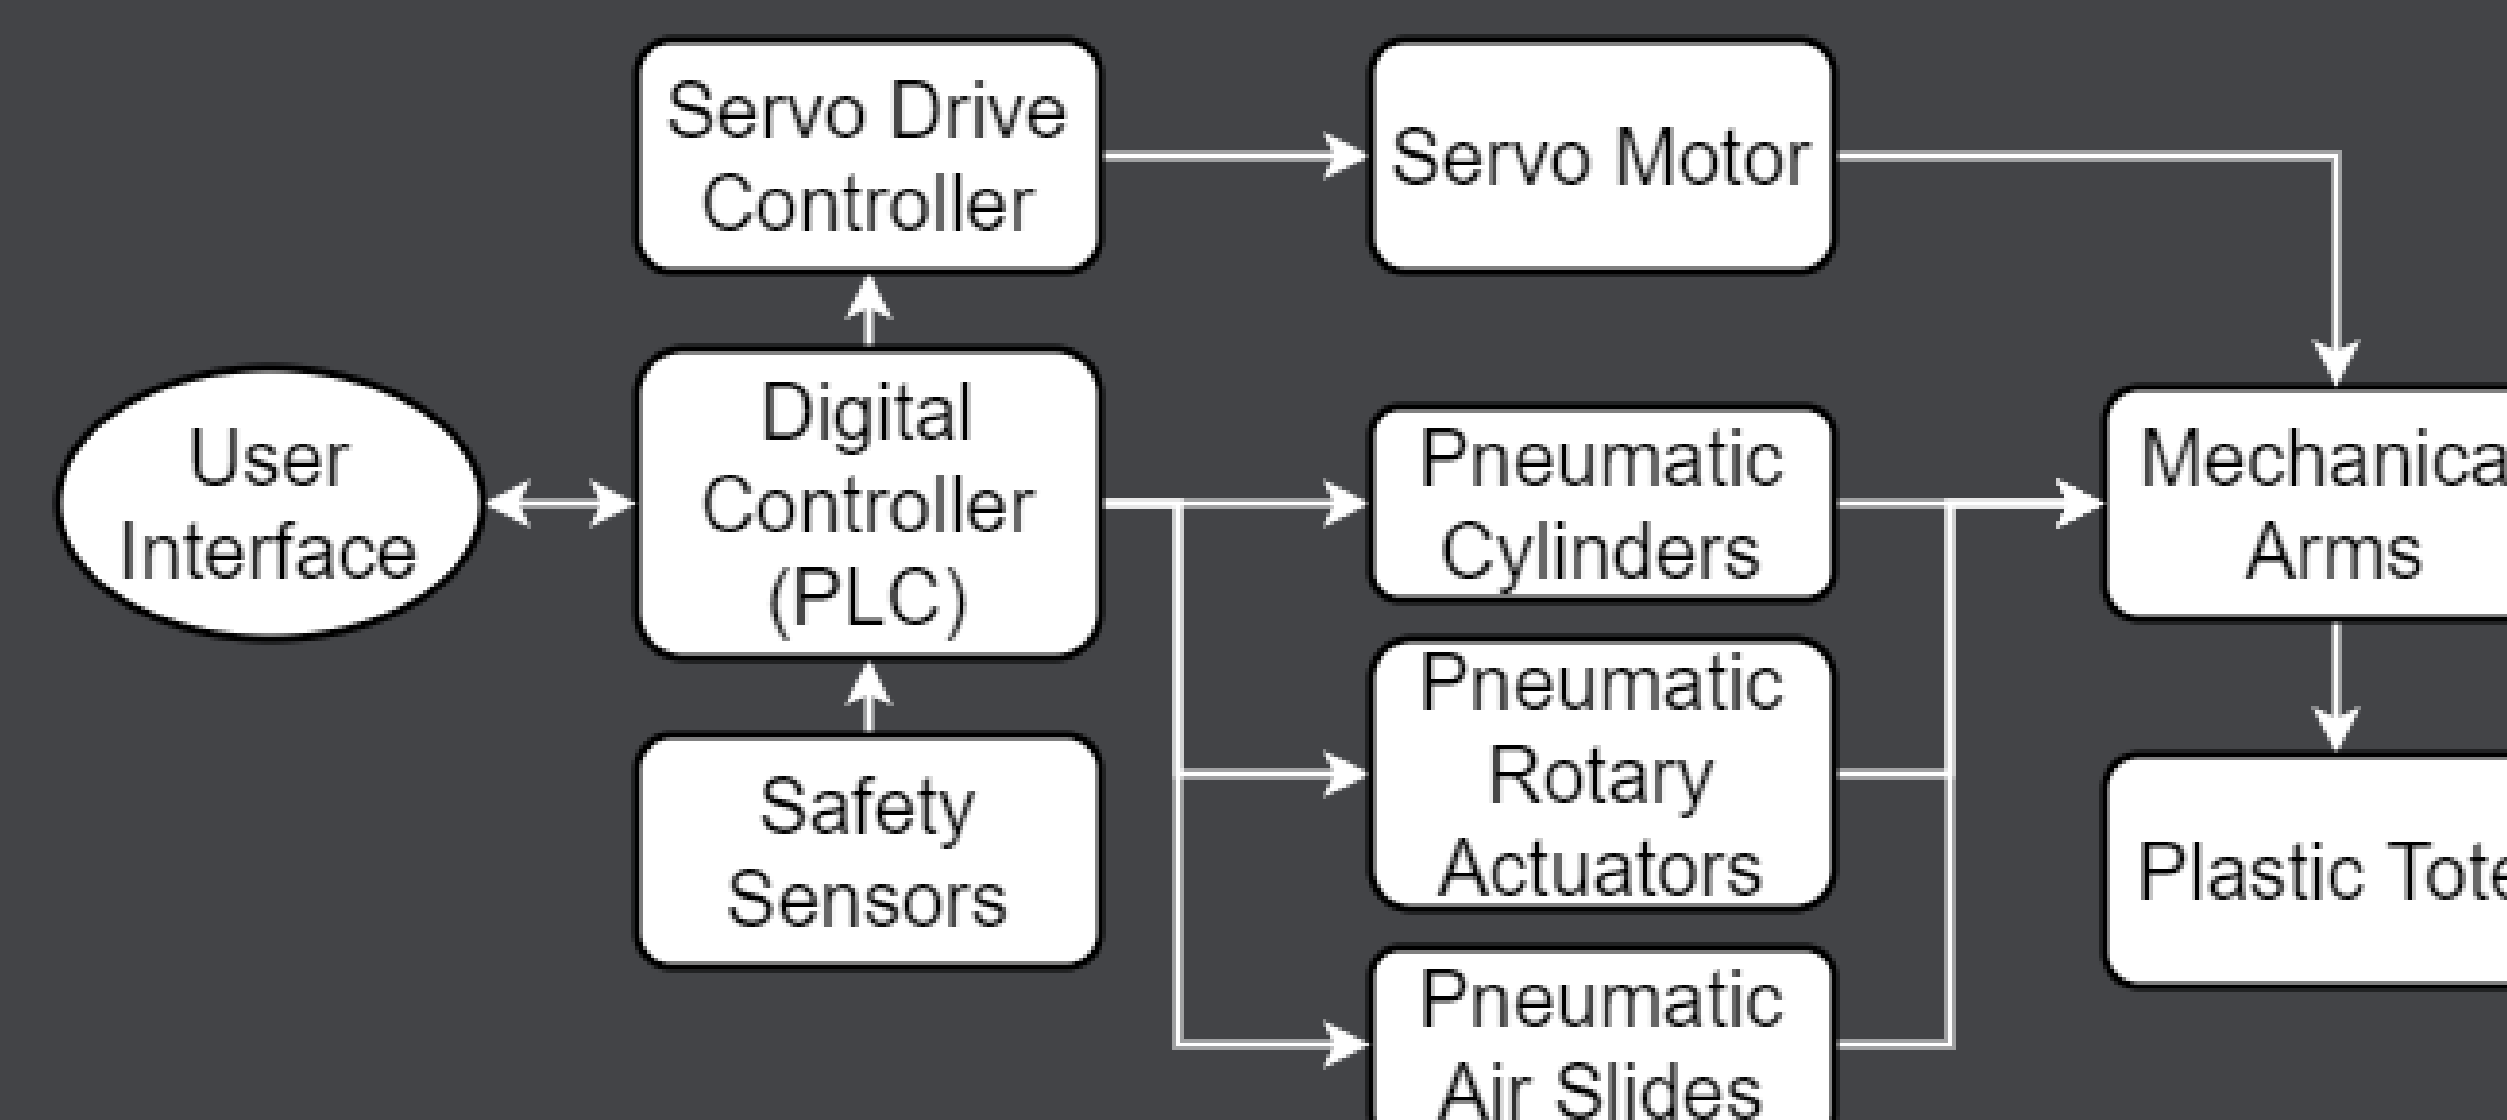 Servo Drive
Controller
Servo Motor
User
Interface
Digital
Controller
(PLC)
Pneumatic
Cylinders
Mechanica
Arms
Safety
Sensors
Pneumatic
Rotary
Actuators
Plastic Tote
Pneumatic
Air Slides